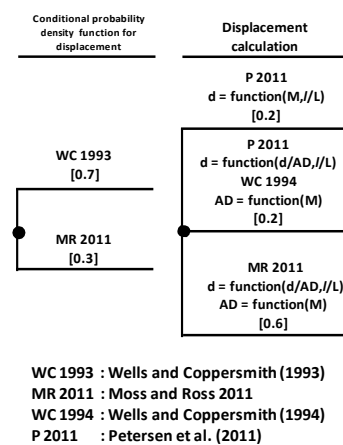 Conditional probability
density function for
displacement
WC 1993
[0.7]
MR 2011
[0.3]
Displacement
calculation
P 2011
d = function(M,l/L)
[0.2]
P 2011
d = function(d/AD,l/L)
WC 1994
AD = function(M)
[0.2]
MR 2011
d = function(d/AD,l/L)
AD = function(M)
[0.6]
WC 1993 : Wells and Coppersmith (1993)
MR 2011 : Moss and Ross 2011
WC 1994 : Wells and Coppersmith (1994)
P 2011 : Petersen et al. (2011)